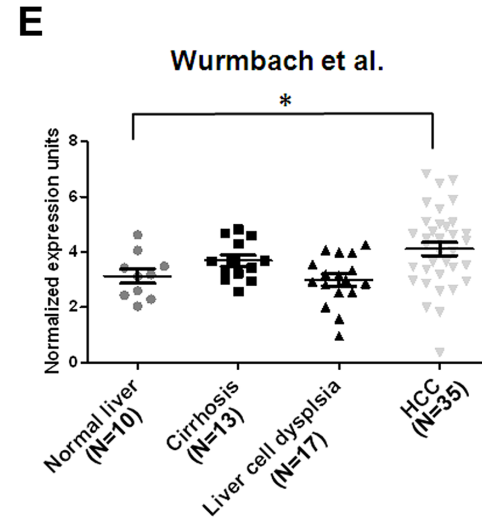 E
Wurmbach et al.
*
Normalized expression units
8
6
4
2
0
Normal liver
(N=10)
Cirrhosis
(N=13)
Liver cell dysplsia
(N=17)
HCC
(N=35)